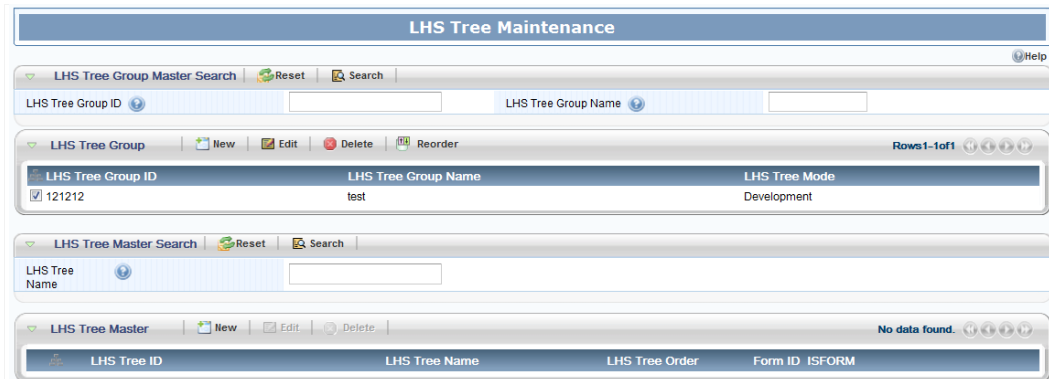 LHS Tree Maintenance
Help
LHS Tree Group Master Search Reset Search
LHS Tree Group ID LHS Tree Group Name
LHS Tree Group New Edit Delete Reorder Rows1-1of1
LHS Tree Group ID LHS Tree Group Name LHS Tree Mode
121212 test Development
LHS Tree Master Search Reset Search
LHS Tree
Name
LHS Tree Master New Edit Delete No data found.
LHS Tree ID LHS Tree Name LHS Tree Order Form ID ISFORM